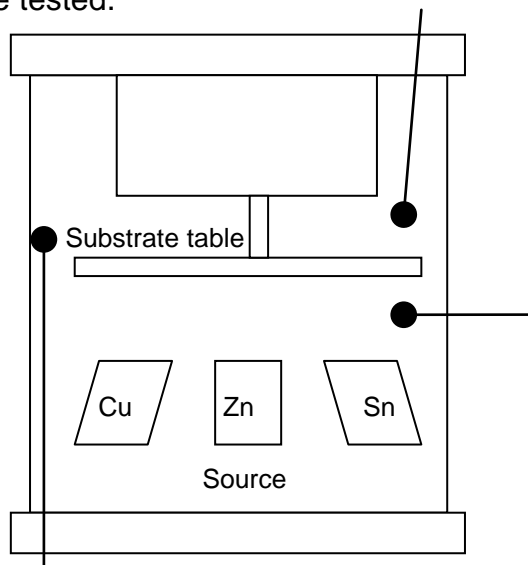 e tested.
Substrate table
Cu
Zn
Sn
Source